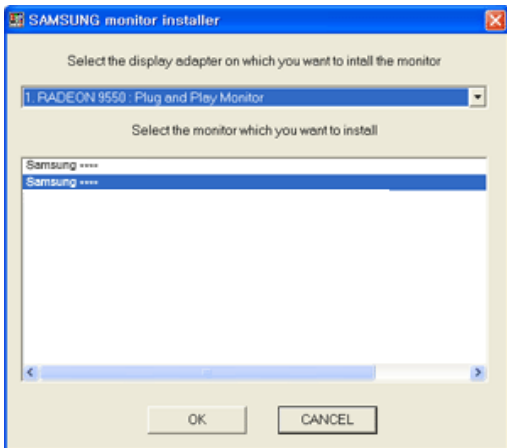 SAMSUNG monitor installer
Select the display adapter on which you want to intall the monitor
1. RADEON 9550 : Plug and Play Monitor
Select the monitor which you want to install
Samsung ****
Samsung ****
OK
CANCEL